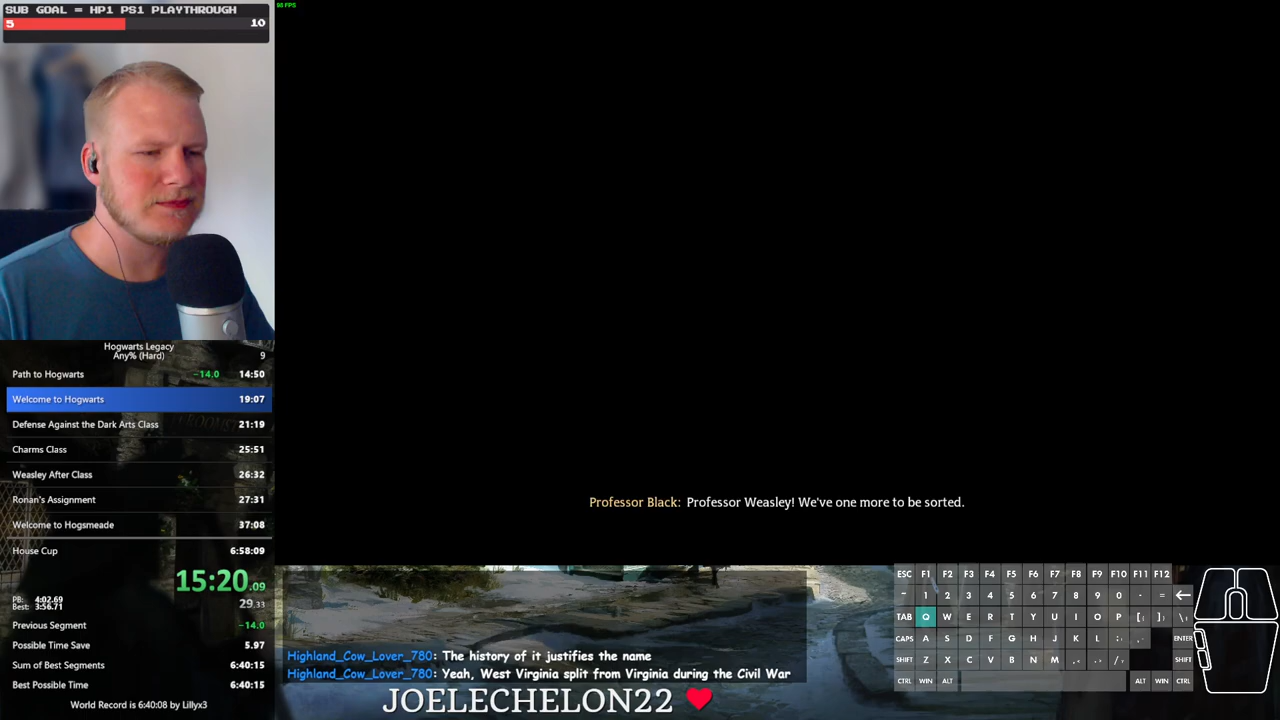 SUB GOAL = HP1 PS1 PLAYTHROUGH
5 10
88 FPS
Hogwarts Legacy
Any% (Hard) 9
Path to Hogwarts -14.0 14:50
Welcome to Hogwarts 19:07
Defense Against the Dark Arts Class 21:19
Charms Class 25:51
Weasley After Class 26:32
Ronan's Assignment 27:31
Welcome to Hogsmeade 37:08
House Cup 6:58:09
15:20.09
PB: 4:02.69
Best: 3:56.71
29.33
Previous Segment -14.0
Possible Time Save 5.97
Sum of Best Segments 6:40:15
Best Possible Time 6:40:15
World Record is 6:40:08 by Lillyx3
Professor Black: Professor Weasley! We've one more to be sorted.
Highland_Cow_Lover_780: The history of it justifies the name
Highland_Cow_Lover_780: Yeah, West Virginia split from Virginia during the Civil War
JOELECHELON22
ESC F1 F2 F3 F4 F5 F6 F7 F8 F9 F10 F11 F12
1 2 3 4 5 6 7 8 9 0 - =
TAB Q W E R T Y U I O P [{ ]} \
CAPS A S D F G H J K L ENTER
SHIFT Z X C V B N M SHIFT
CTRL WIN ALT ALT WIN CTRL